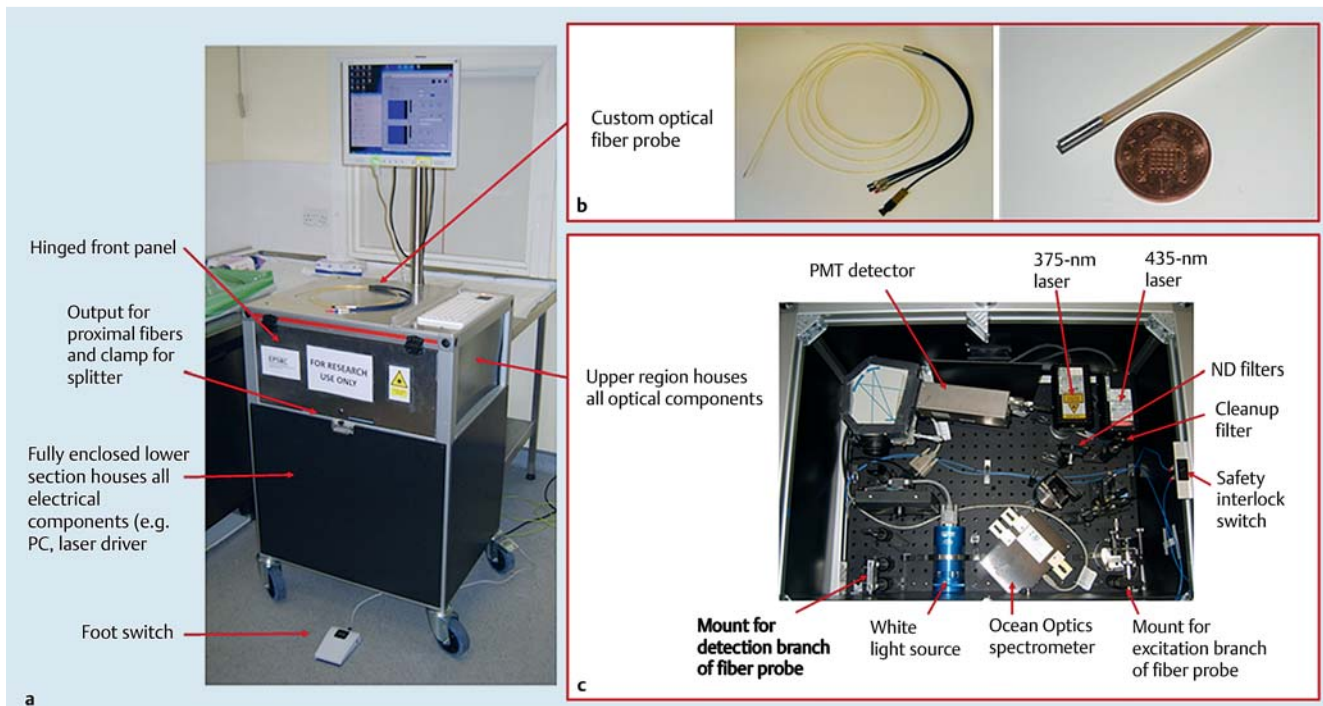 Hinged front panel
Output for
proximal fibers
and clamp for
splitter
Fully enclosed lower
section houses all
electrical
components (e.g.
PC, laser driver
Foot switch
EPSRC
FOR RESEARCH
USE ONLY
a
Custom optical
fiber probe
b
Upper region houses
all optical components
PMT detector
375-nm
laser
435-nm
laser
ND filters
Cleanup
filter
Safety
interlock
switch
Mount for
detection branch
of fiber probe
White
light source
Ocean Optics
spectrometer
Mount for
excitation branch
of fiber probe
c